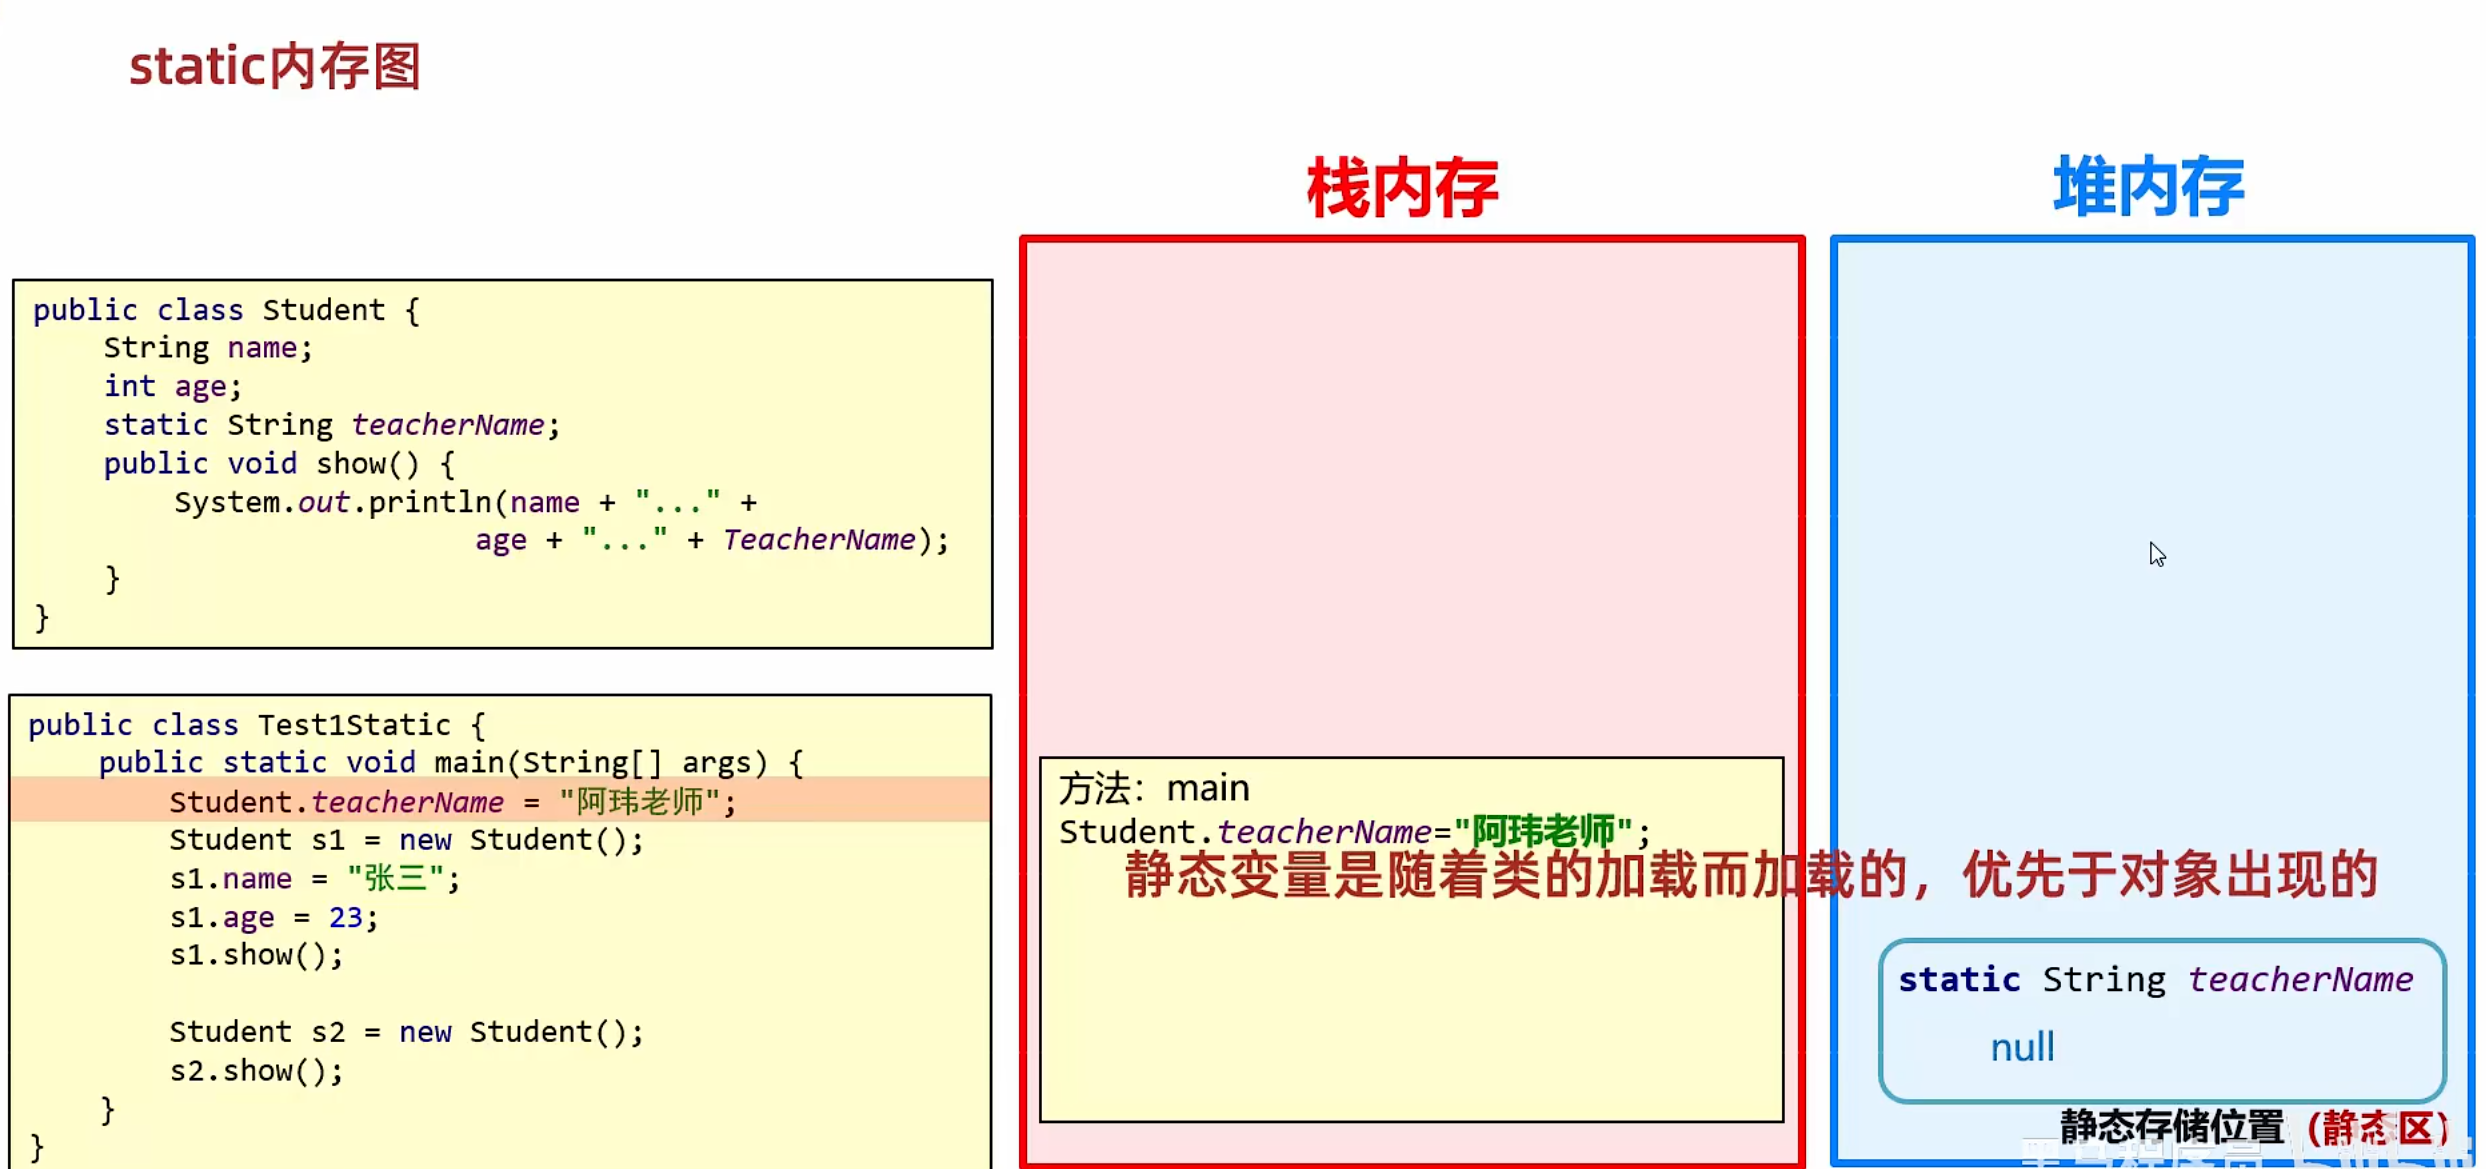 static内存图
栈内存
堆内存
public class Student {
String name;
int age;
static String teacherName;
public void show() {
System.out.println(name + "..." +
age + "..." + TeacherName);
}
}
public class Test1Static {
public static void main(String[] args) {
Student.teacherName = "阿玮老师";
Student s1 = new Student();
s1.name = "张三";
s1.age = 23;
s1.show();
Student s2 = new Student();
s2.show();
}
}
方法：main
Student.teacherName="阿玮老师";
静态变量是随着类的加载而加载的，优先于对象出现的
static String teacherName
null
静态存储位置（静态区）